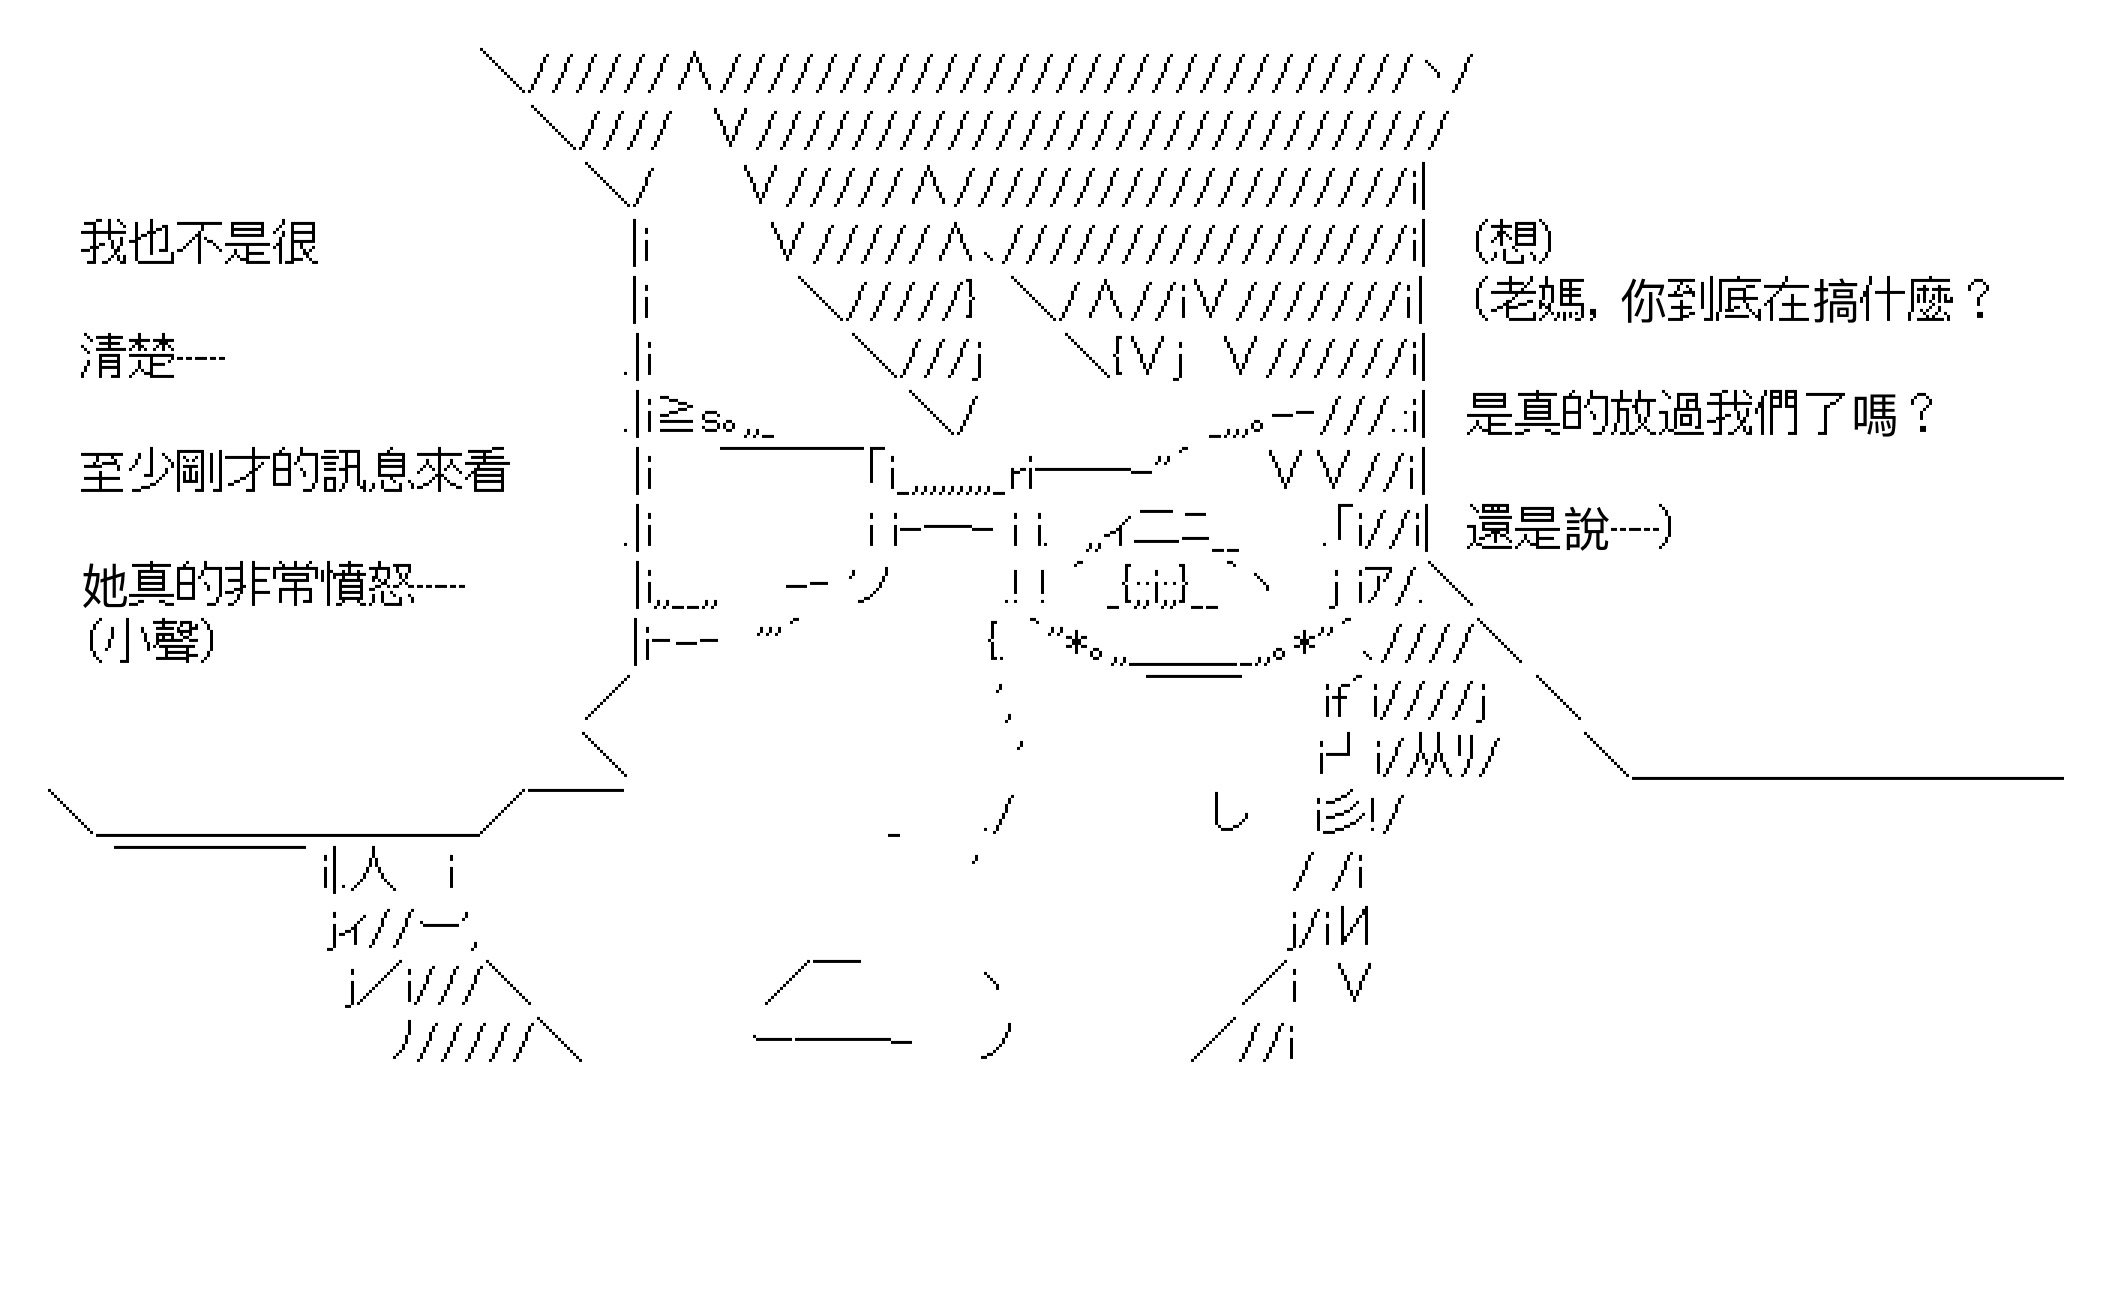 我也不是很
清楚┄┄
至少剛才的訊息來看
她真的非常憤怒┄┄
（小聲）
（想）
（老媽，你到底在搞什麼？
是真的放過我們了嗎？
還是說┄┄）